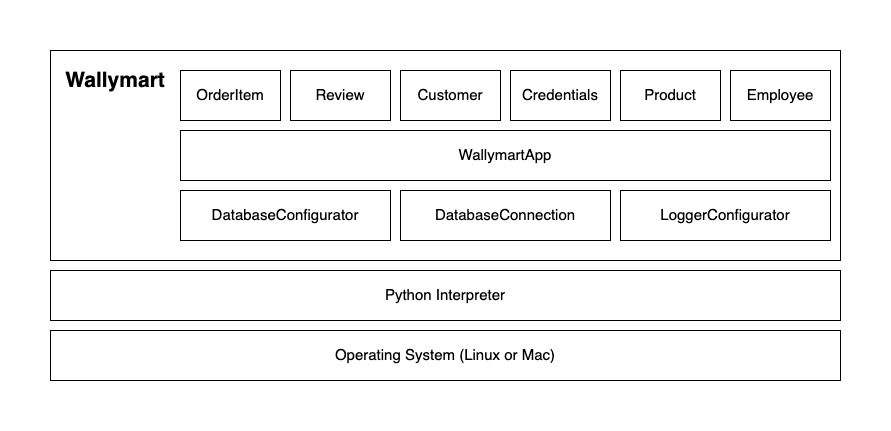 Wallymart
OrderItem
Review
Customer
Credentials
Product
Employee
WallymartApp
DatabaseConfigurator
DatabaseConnection
LoggerConfigurator
Python Interpreter
Operating System (Linux or Mac)